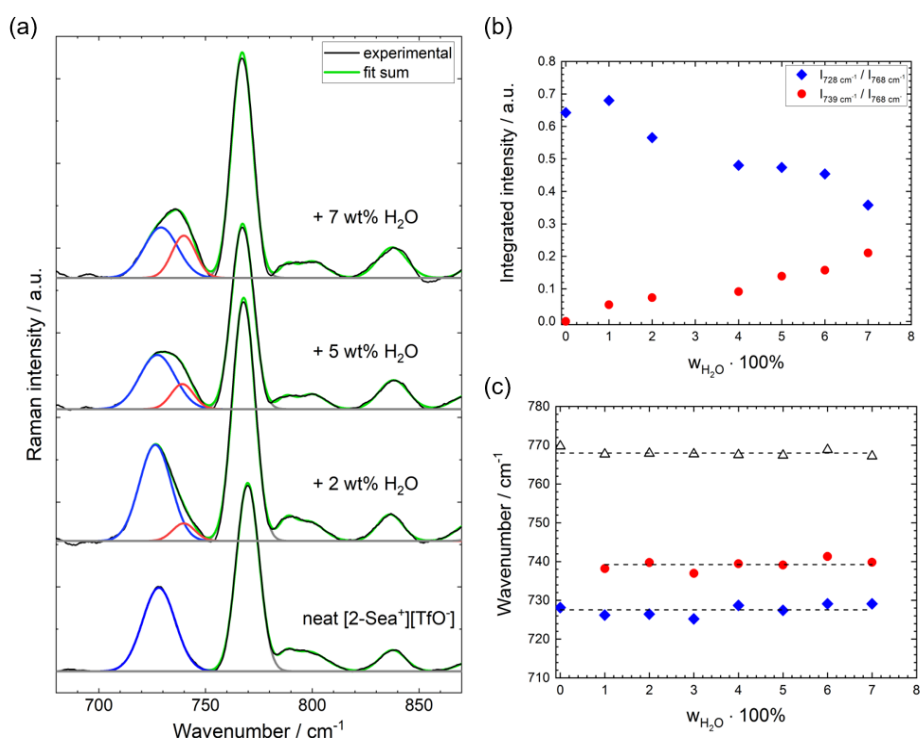 (a)
experimental
fit sum
+ 7 wt% H₂O
+ 5 wt% H₂O
+ 2 wt% H₂O
neat [2-Sea⁺][TfO⁻]
Raman intensity / a.u.
700 750 800 850
Wavenumber / cm⁻¹
(b)
I₇₂₈ cm⁻¹ / I₇₆₈ cm⁻¹
I₇₃₉ cm⁻¹ / I₇₆₈ cm⁻
0.8
0.7
0.6
0.5
0.4
0.3
0.2
0.1
0.0
Integrated intensity / a.u.
0 1 2 3 4 5 6 7 8
w_H₂O · 100%
(c)
780
770
760
750
740
730
720
710
Wavenumber / cm⁻¹
0 1 2 3 4 5 6 7 8
w_H₂O · 100%